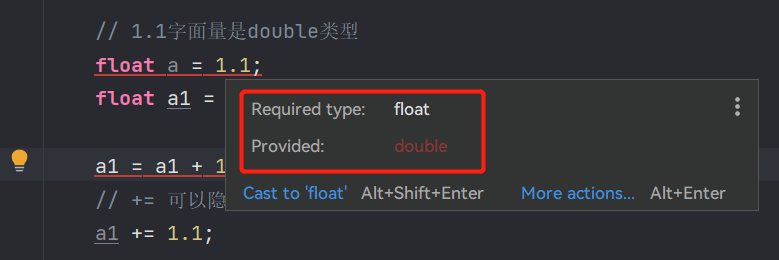 // 1.1字面量是double类型
float a = 1.1;
float a1 =
Required type: float
Provided: double
a1 = a1 + 1
Cast to 'float' Alt+Shift+Enter More actions... Alt+Enter
// += 可以隐
a1 += 1.1;